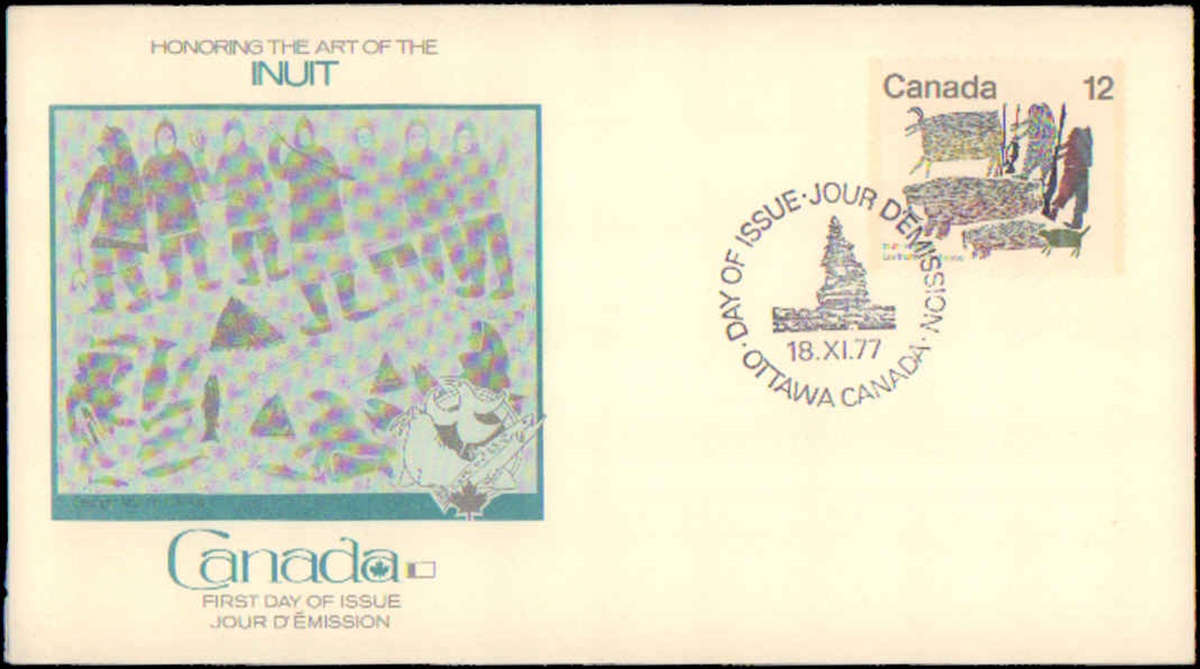 HONORING THE ART OF THE
INUIT
Canada 12
DAY OF ISSUE · JOUR D'ÉMISSION ·
18.XI.77
OTTAWA CANADA ·
Canada
FIRST DAY OF ISSUE
JOUR D'ÉMISSION